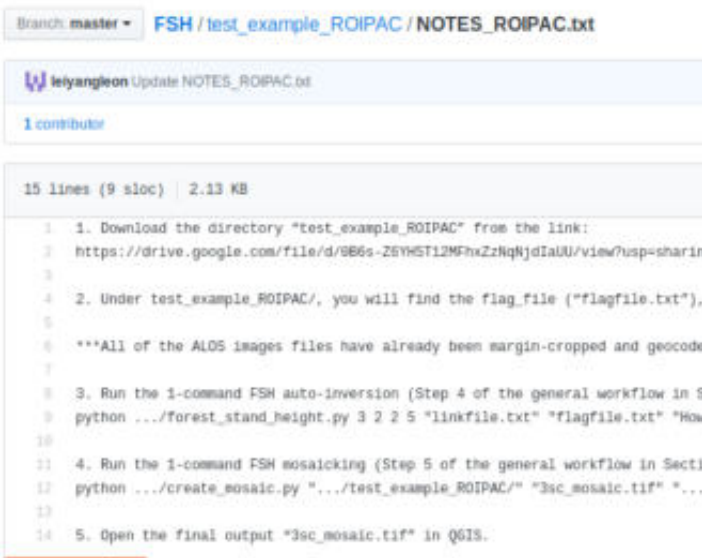 Branch: master FSH / test_example_ROIPAC / NOTES_ROIPAC.txt
leiyangleon Update NOTES_ROIPAC.txt
1 contributor
15 lines (9 sloc) 2.13 KB
1 1. Download the directory "test_example_ROIPAC" from the link:
2 https://drive.google.com/file/d/0B6s-Z6YHST12MFhxZzNqNjdIaUU/view?usp=sharin
3
4 2. Under test_example_ROIPAC/, you will find the flag_file ("flagfile.txt"),
5
6 ***All of the ALOS images files have already been margin-cropped and geocode
7
8 3. Run the 1-command FSH auto-inversion (Step 4 of the general workflow in S
9 python .../forest_stand_height.py 3 2 2 5 "linkfile.txt" "flagfile.txt" "How
10
11 4. Run the 1-command FSH mosaicking (Step 5 of the general workflow in Secti
12 python .../create_mosaic.py ".../test_example_ROIPAC/" "3sc_mosaic.tif" "...
13
14 5. Open the final output "3sc_mosaic.tif" in QGIS.